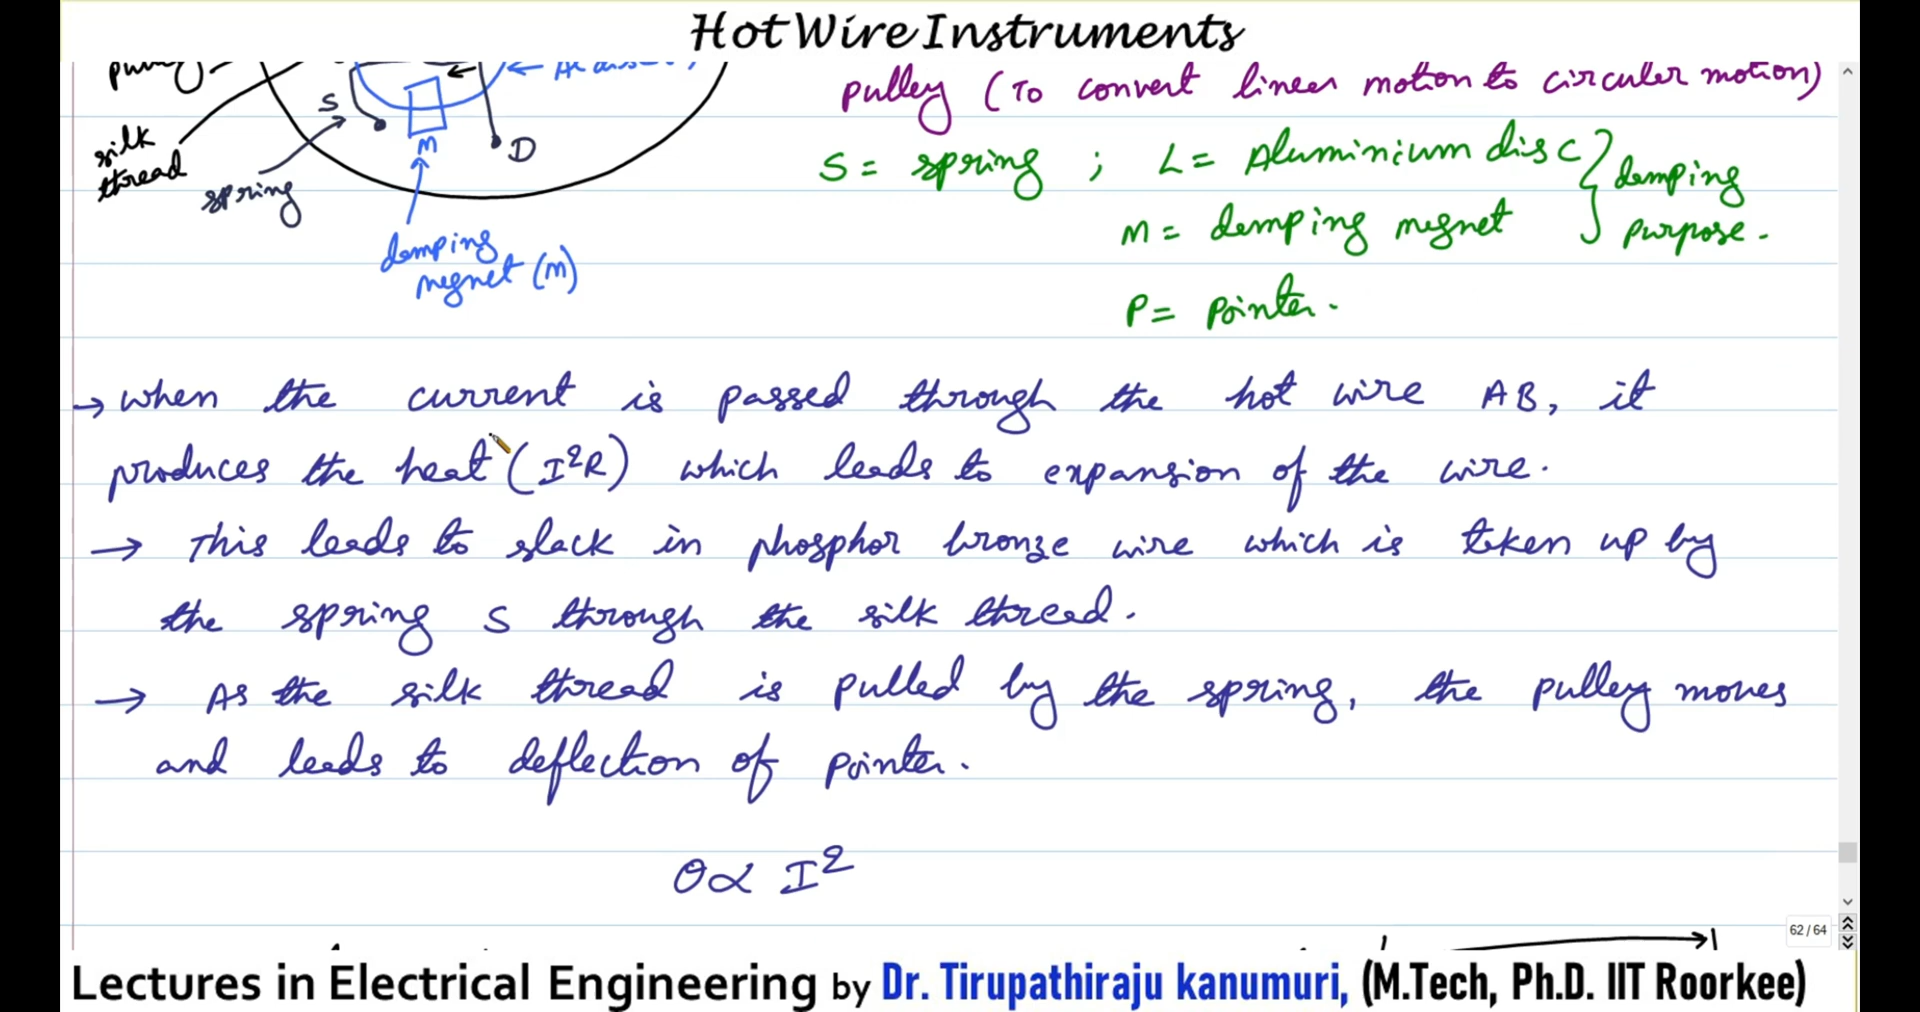 Hot Wire Instruments
pulley (To convert linear motion to circular motion)
S
silk
thread
spring
M
D
damping
magnet (M)
S = spring ; L = Aluminium disc
M = damping magnet
damping
purpose.
P = Pointer.
→ when the current is passed through the hot wire AB, it
produces the heat (I²R) which leads to expansion of the wire.
→ This leads to slack in phosphor bronze wire which is taken up by
the spring S through the silk thread.
→ As the silk thread is pulled by the spring, the pulley moves
and leads to deflection of pointer.
θ ∝ I²
62 / 64
Lectures in Electrical Engineering by Dr. Tirupathiraju kanumuri, (M.Tech, Ph.D. IIT Roorkee)